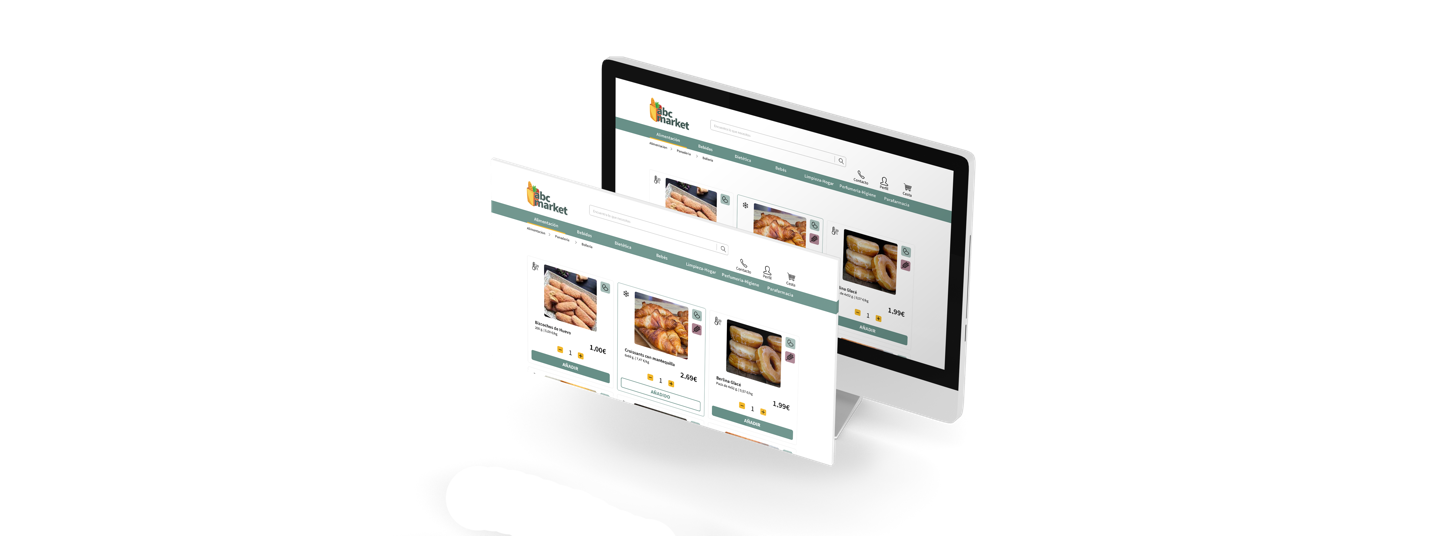 abc
market
Contacto
Perfil
Cesta
Alimentación
Bebidas
Dietética
Bebés
Limpieza-Hogar
Perfumería-Higiene
Parafarmacia
Alimentación > Panadería > Bollería
1,99€
1
AÑADIR
abc
market
Contacto
Perfil
Cesta
Alimentación
Bebidas
Dietética
Bebés
Limpieza-Hogar
Perfumería-Higiene
Parafarmacia
Alimentación > Panadería > Bollería
Bizcochos de Huevo
1,00€
1
AÑADIR
Croissants con mantequilla
2,69€
1
AÑADIDO
Berlina Glacé
1,99€
1
AÑADIR